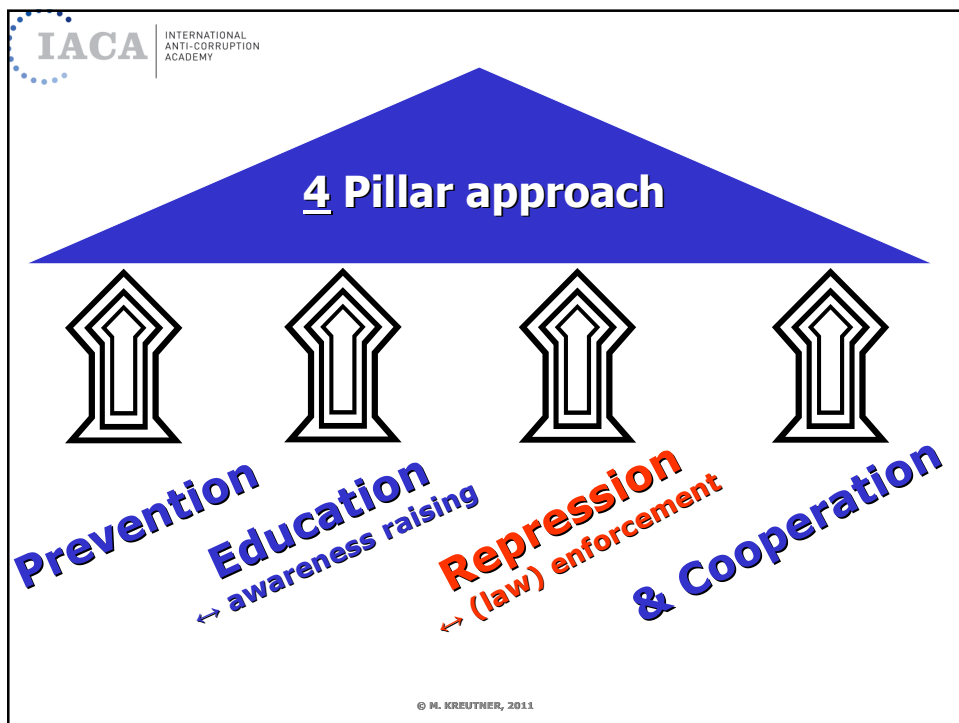 IACA
INTERNATIONAL
ANTI-CORRUPTION
ACADEMY
4 Pillar approach
Prevention
Education
↔ awareness raising
Repression
↔ (law) enforcement
& Cooperation
© M. KREUTNER, 2011